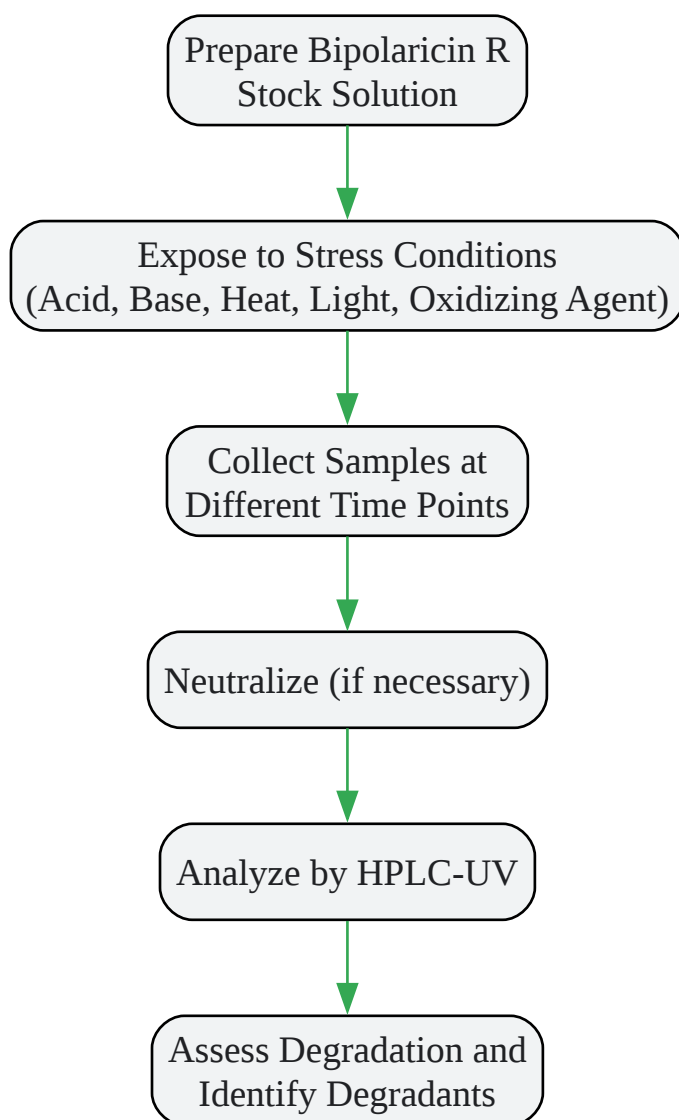 Prepare Bipolaricin R
Stock Solution
Expose to Stress Conditions
(Acid, Base, Heat, Light, Oxidizing Agent)
Collect Samples at
Different Time Points
Neutralize (if necessary)
Analyze by HPLC-UV
Assess Degradation and
Identify Degradants